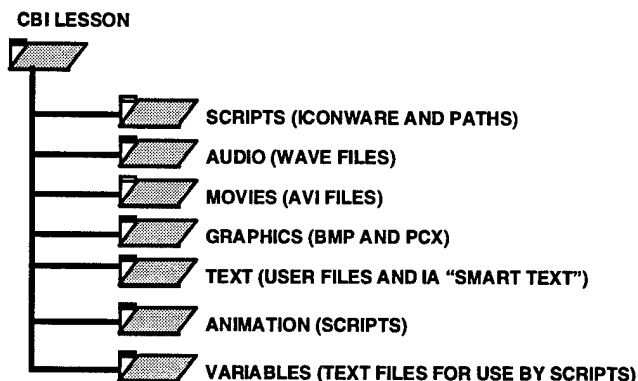 CBI LESSON
SCRIPTS (ICONWARE AND PATHS)
AUDIO (WAVE FILES)
MOVIES (AVI FILES)
GRAPHICS (BMP AND PCX)
TEXT (USER FILES AND IA “SMART TEXT”)
ANIMATION (SCRIPTS)
VARIABLES (TEXT FILES FOR USE BY SCRIPTS)